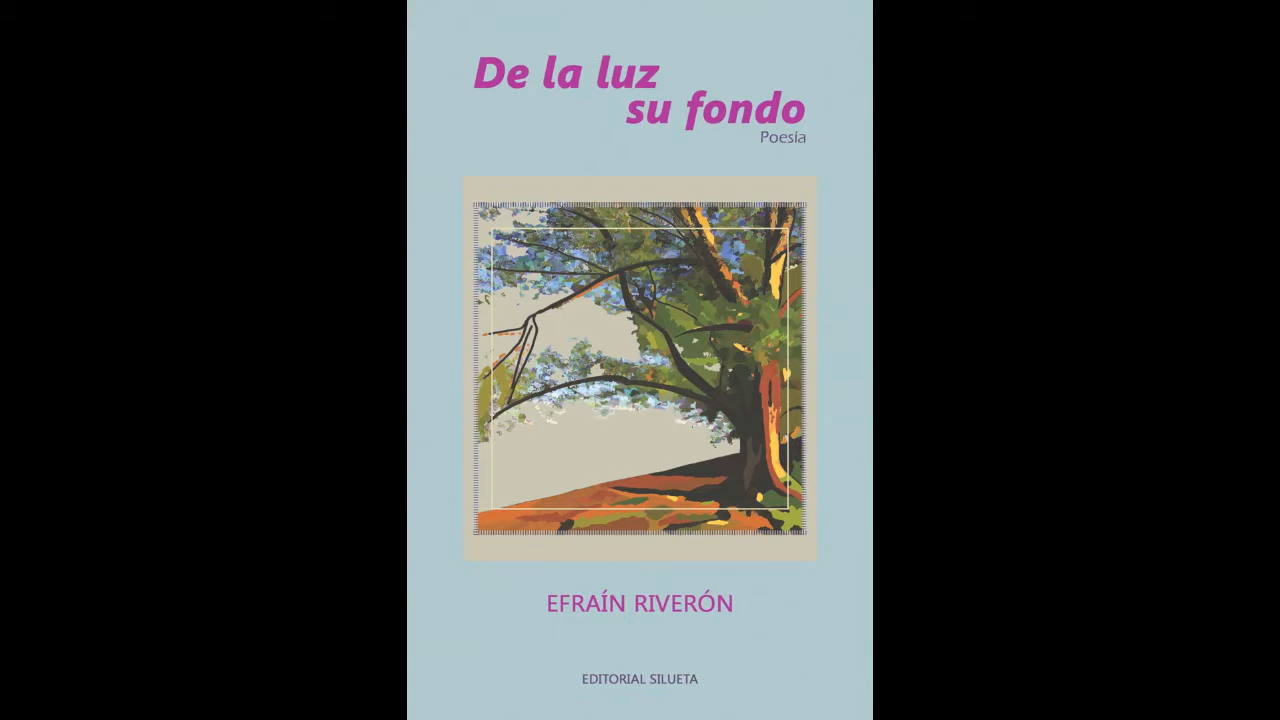 De la luz
su fondo
Poesía
EFRAÍN RIVERÓN
EDITORIAL SILUETA